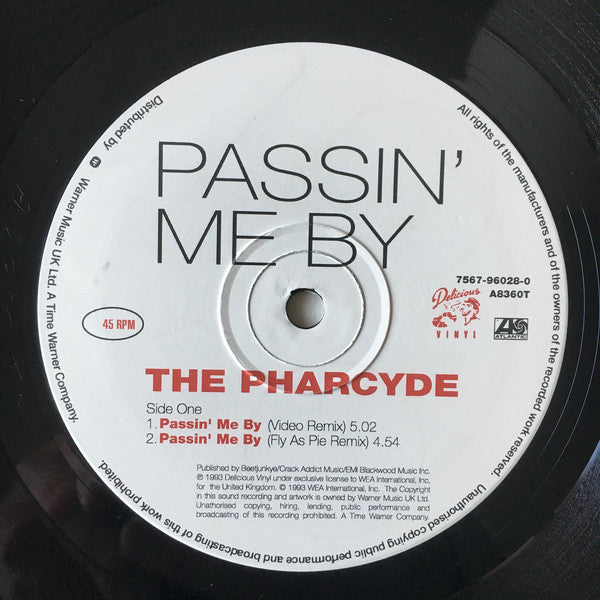 PASSIN'
ME BY
7567-96028-0
A8360T
Delicious
VINYL
ATLANTIC
45 RPM
THE PHARCYDE
Side One
1. Passin' Me By (Video Remix) 5.02
2. Passin' Me By (Fly As Pie Remix) 4.54
Published by Beetjunkye/Crack Addict Music/EMI Blackwood Music Inc.
℗ 1993 Delicious Vinyl under exclusive license to WEA International, Inc,
for the United Kingdom. © 1993 WEA International, Inc. The Copyright
in this sound recording and artwork is owned by Warner Music UK Ltd.
Unathorised copying, hiring, lending, public performance and
broadcasting of this recording prohibited. A Time Warner Company.
All rights of the manufacturers and of the owners of the recorded work reserved.
Unauthorised copying public performance and broadcasting of this work prohibited.
Distributed by Warner Music UK Ltd. A Time Warner Company.